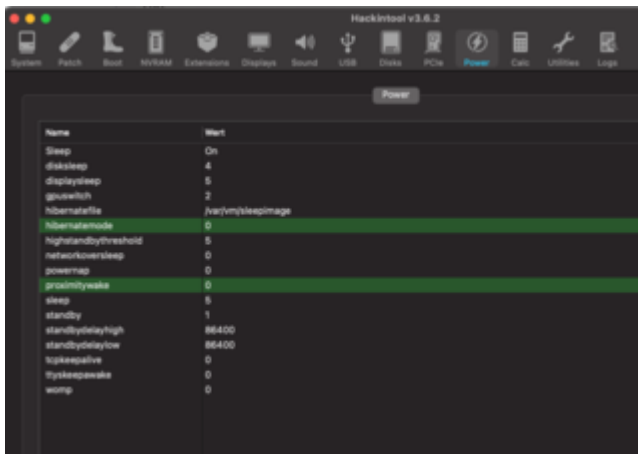 Hackintool v3.6.2
System Patch Boot NVRAM Extensions Displays Sound USB Disks PCIe Power Calc Utilities Logs
Power
Name Wert
Sleep On
disksleep 4
displaysleep 5
gpuswitch 2
hibernatefile /var/vm/sleepimage
hibernatemode 0
highstandbythreshold 5
networkoversleep 0
powernap 0
proximitywake 0
sleep 5
standby 1
standbydelayhigh 86400
standbydelaylow 86400
tcpkeepalive 0
ttyskeepawake 0
womp 0